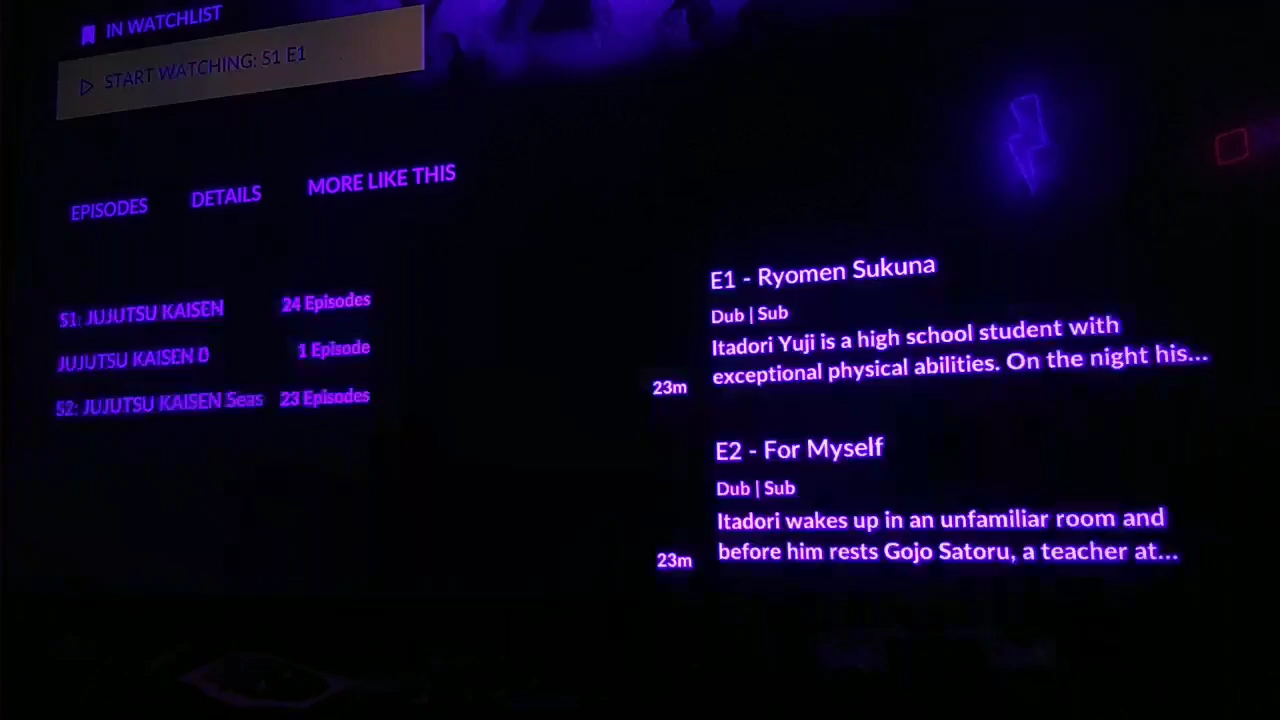 IN WATCHLIST
START WATCHING: S1 E1
EPISODES DETAILS MORE LIKE THIS
S1: JUJUTSU KAISEN 24 Episodes
JUJUTSU KAISEN 0 1 Episode
S2: JUJUTSU KAISEN Seas 23 Episodes
E1 - Ryomen Sukuna
Dub | Sub
Itadori Yuji is a high school student with
exceptional physical abilities. On the night his...
23m
E2 - For Myself
Dub | Sub
Itadori wakes up in an unfamiliar room and
before him rests Gojo Satoru, a teacher at...
23m